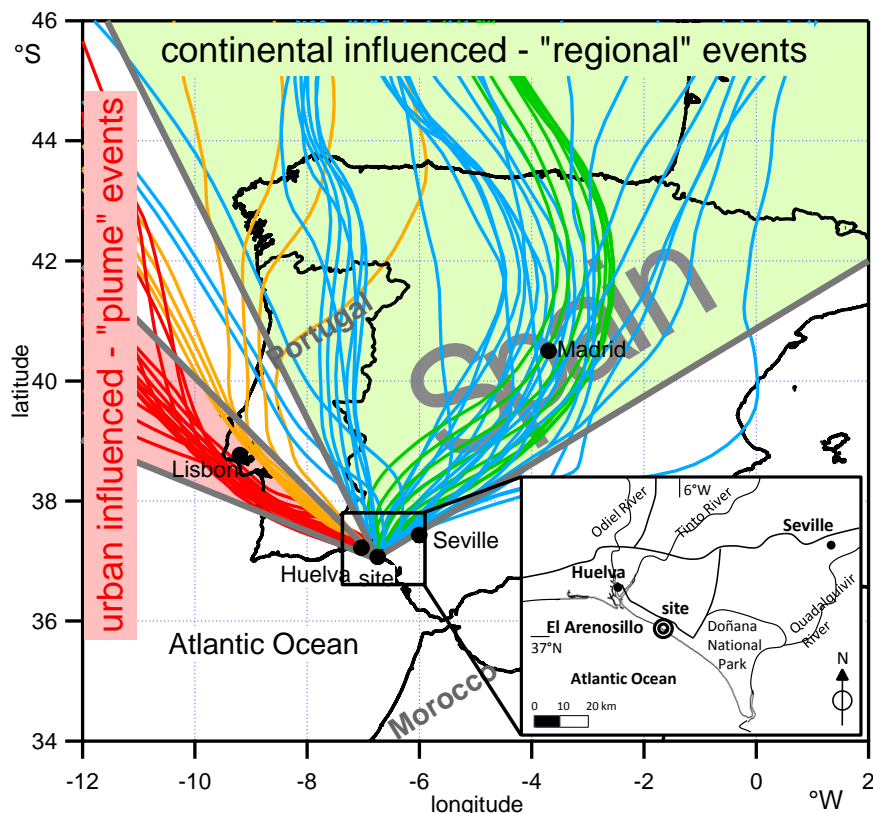 46
°S
continental influenced - "regional" events
44
42
40
38
36
34
latitude
urban influenced - "plume" events
Portugal
Spain
Madrid
Lisbon
Seville
Huelva
site
Atlantic Ocean
Morocco
6°W
Odiel River
Tinto River
Seville
Huelva
site
El Arenosillo
37°N
Doñana
National
Park
Quadalquivir
River
Atlantic Ocean
N
0 10 20 km
-12 -10 -8 -6 -4 -2 0 2
longitude
°W